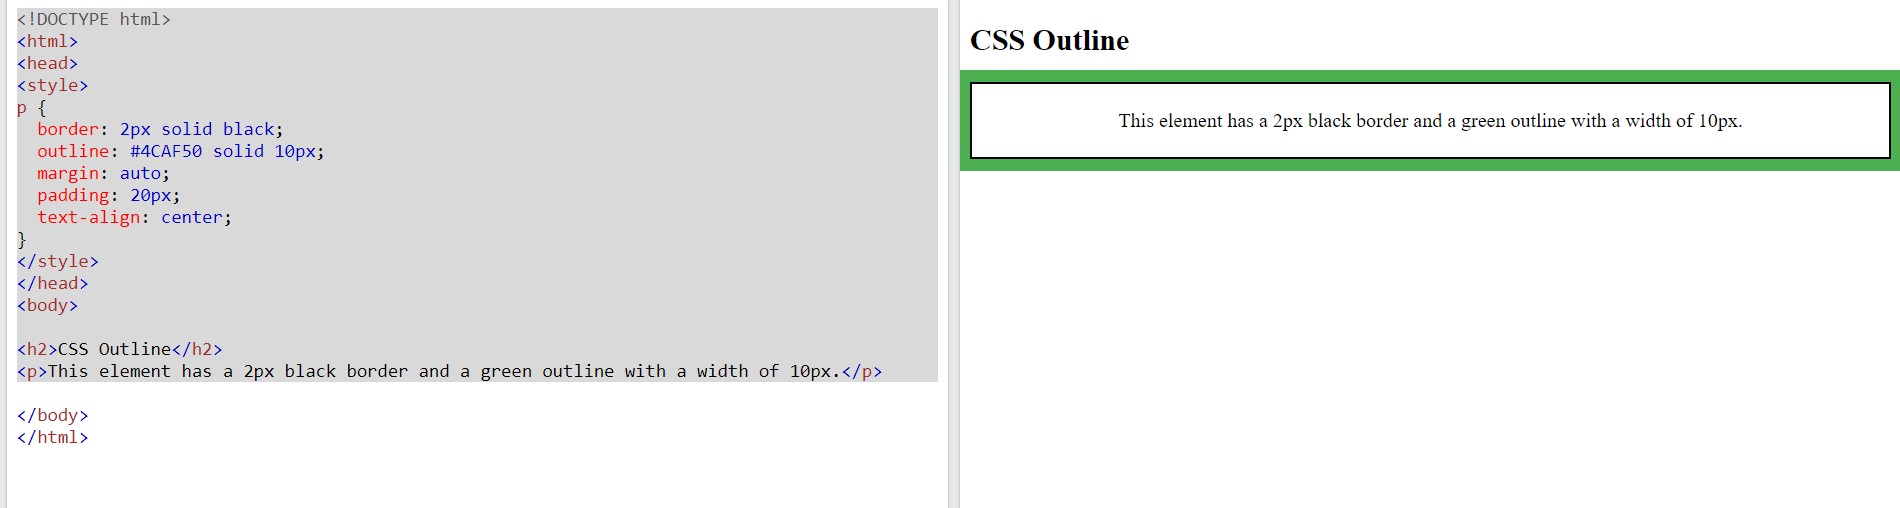 <!DOCTYPE html>
<html>
<head>
<style>
p {
  border: 2px solid black;
  outline: #4CAF50 solid 10px;
  margin: auto;
  padding: 20px;
  text-align: center;
}
</style>
</head>
<body>

<h2>CSS Outline</h2>
<p>This element has a 2px black border and a green outline with a width of 10px.</p>

</body>
</html>
CSS Outline
This element has a 2px black border and a green outline with a width of 10px.